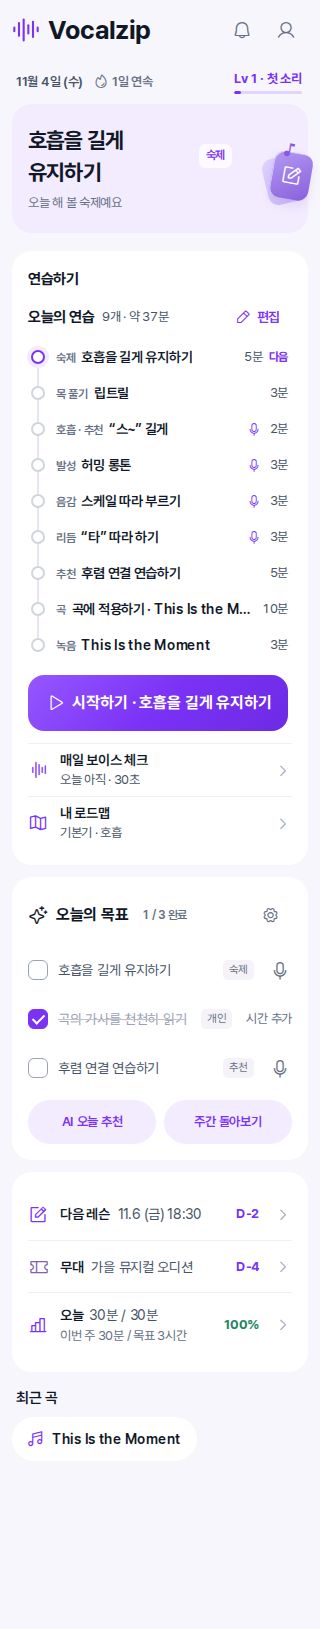 Vocalzip
11월 4일 (수) 1일 연속 Lv 1 · 첫 소리
호흡을 길게
유지하기
숙제
오늘 해 볼 숙제예요
연습하기
오늘의 연습 9개 · 약 37분 편집
숙제 호흡을 길게 유지하기 5분 다음
목 풀기 립트릴 3분
호흡 · 추천 “스~” 길게 2분
발성 허밍 롱톤 3분
음감 스케일 따라 부르기 3분
리듬 “타” 따라 하기 3분
추천 후렴 연결 연습하기 5분
곡 곡에 적용하기 · This Is the M... 10분
녹음 This Is the Moment 3분
시작하기 · 호흡을 길게 유지하기
매일 보이스 체크
오늘 아직 · 30초
내 로드맵
기본기 · 호흡
오늘의 목표 1 / 3 완료
호흡을 길게 유지하기 숙제
곡의 가사를 천천히 읽기 개인 시간 추가
후렴 연결 연습하기 추천
AI 오늘 추천 주간 돌아보기
다음 레슨 11.6 (금) 18:30 D-2
무대 가을 뮤지컬 오디션 D-4
오늘 30분 / 30분
이번 주 30분 / 목표 3시간
100%
최근 곡
This Is the Moment